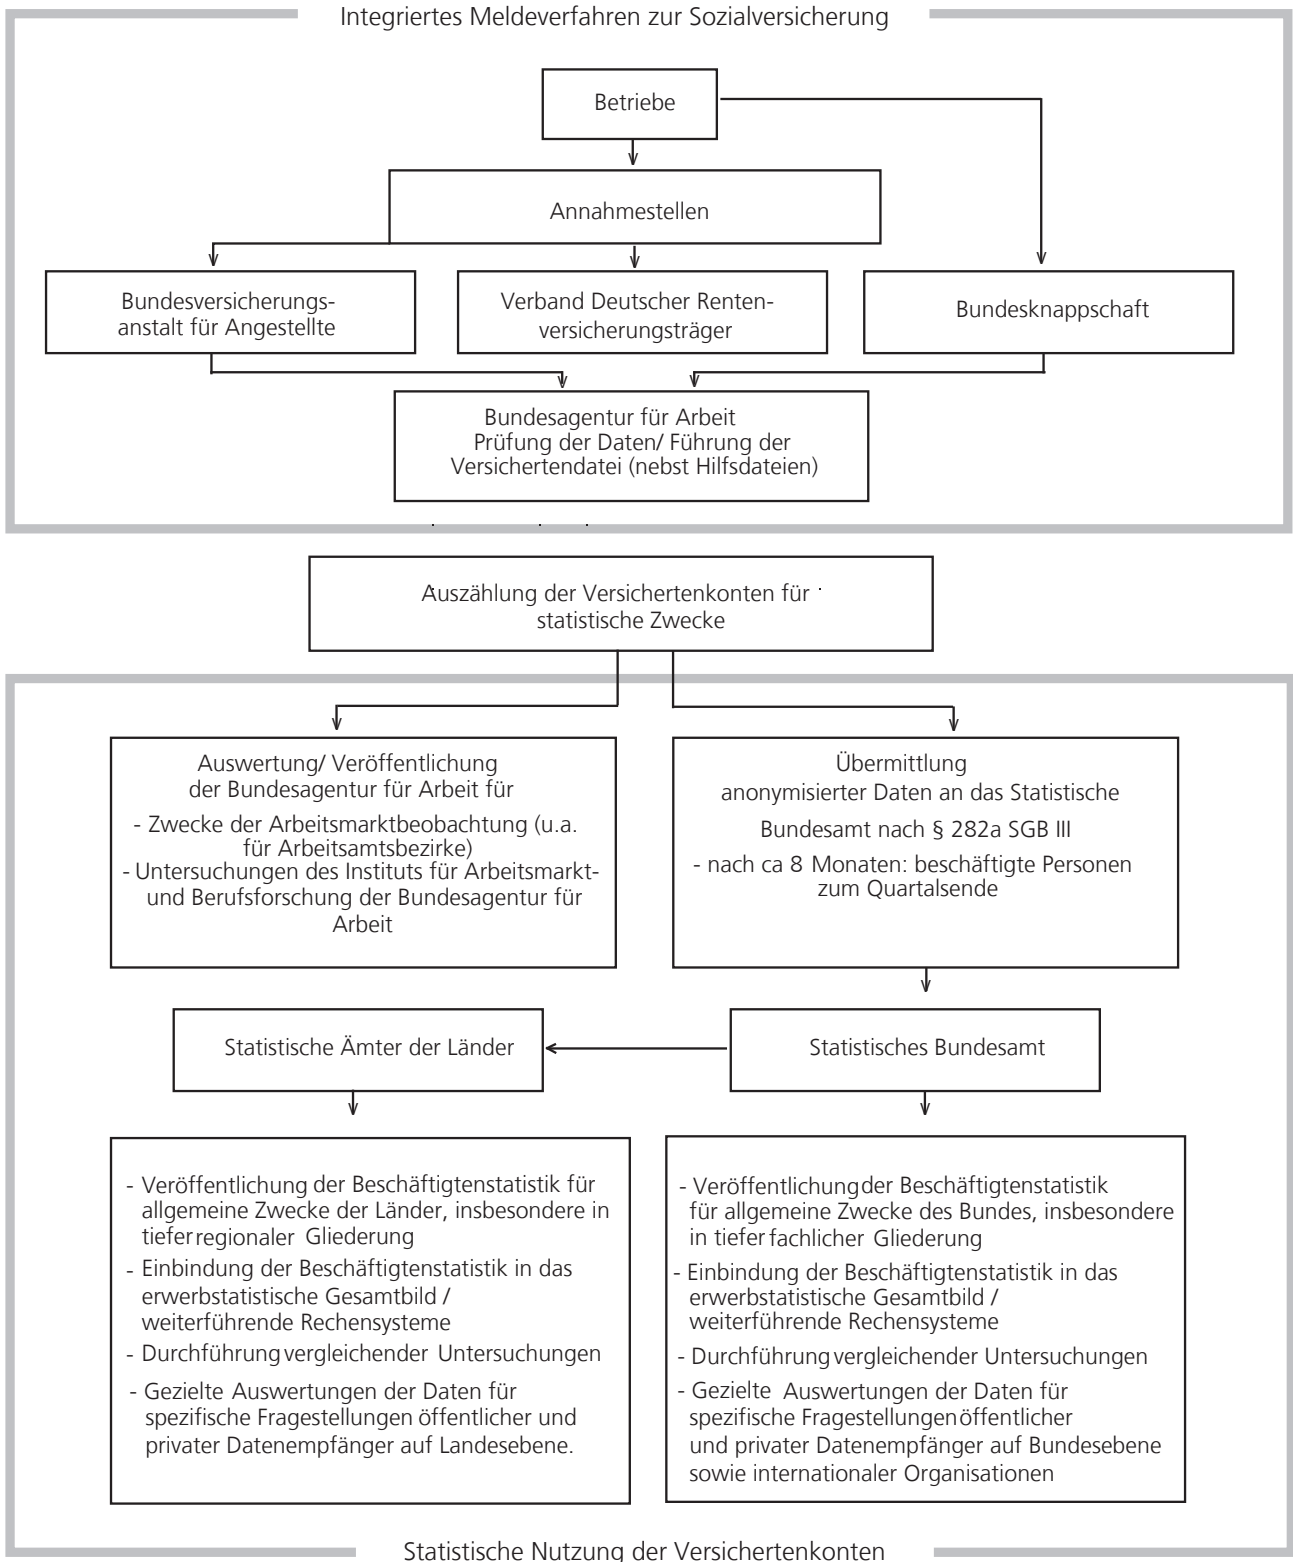 Integriertes Meldeverfahren zur Sozialversicherung
Betriebe
Annahmestellen
Bundesversicherungs-
anstalt für Angestellte
Verband Deutscher Renten-
versicherungsträger
Bundesknappschaft
Bundesagentur für Arbeit
Prüfung der Daten/ Führung der
Versichertendatei (nebst Hilfsdateien)
Auszählung der Versichertenkonten für
statistische Zwecke
Auswertung/ Veröffentlichung
der Bundesagentur für Arbeit für
- Zwecke der Arbeitsmarktbeobachtung (u.a.
für Arbeitsamtsbezirke)
- Untersuchungen des Instituts für Arbeitsmarkt-
und Berufsforschung der Bundesagentur für
Arbeit
Übermittlung
anonymisierter Daten an das Statistische
Bundesamt nach § 282a SGB III
- nach ca 8 Monaten: beschäftigte Personen
zum Quartalsende
Statistische Ämter der Länder
Statistisches Bundesamt
- Veröffentlichung der Beschäftigtenstatistik für
allgemeine Zwecke der Länder, insbesondere in
tiefer regionaler Gliederung
- Einbindung der Beschäftigtenstatistik in das
erwerbstatistische Gesamtbild /
weiterführende Rechensysteme
- Durchführung vergleichender Untersuchungen
- Gezielte Auswertungen der Daten für
spezifische Fragestellungen öffentlicher und
privater Datenempfänger auf Landesebene.
- Veröffentlichung der Beschäftigtenstatistik
für allgemeine Zwecke des Bundes, insbesondere
in tiefer fachlicher Gliederung
- Einbindung der Beschäftigtenstatistik in das
erwerbstatistische Gesamtbild /
weiterführende Rechensysteme
- Durchführung vergleichender Untersuchungen
- Gezielte Auswertungen der Daten für
spezifische Fragestellungen öffentlicher
und privater Datenempfänger auf Bundesebene
sowie internationaler Organisationen
Statistische Nutzung der Versichertenkonten